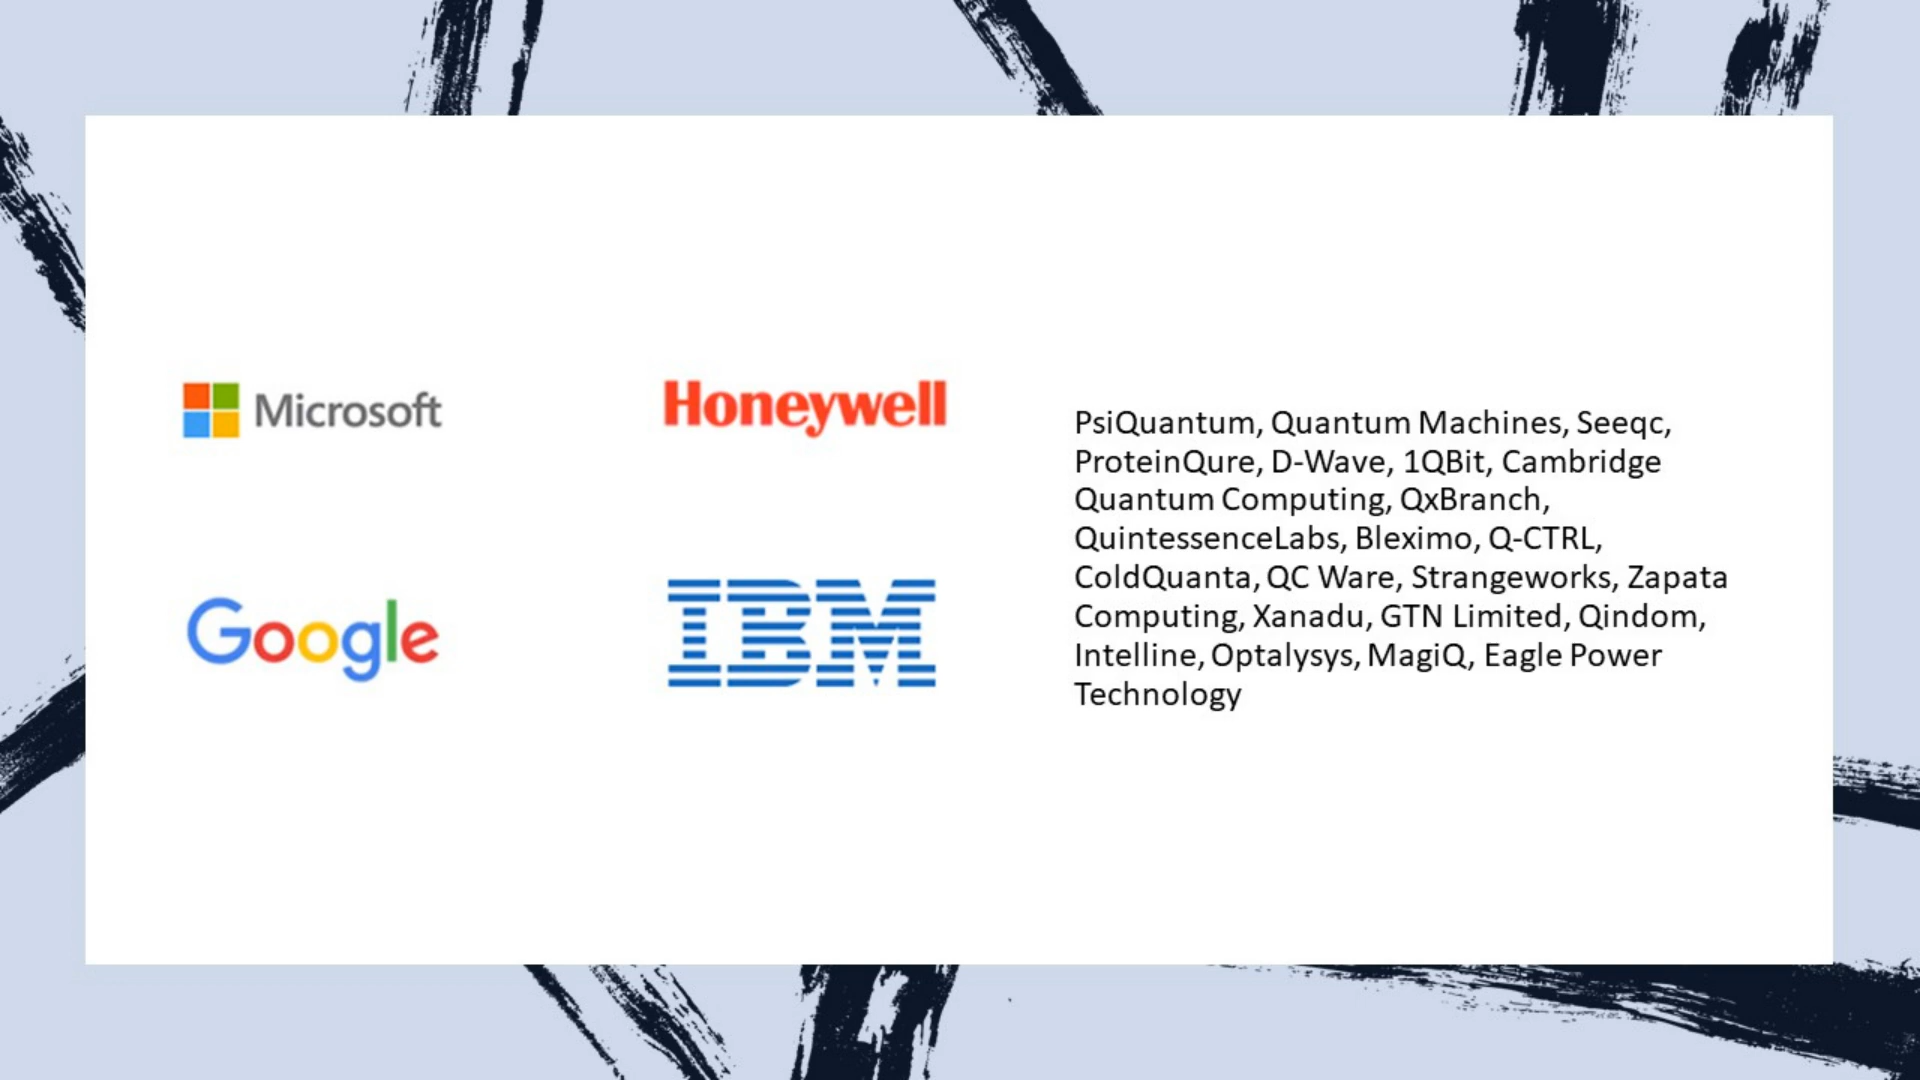 Microsoft
Honeywell
Google
IBM
PsiQuantum, Quantum Machines, Seeqc,
ProteinQure, D-Wave, 1QBit, Cambridge
Quantum Computing, QxBranch,
QuintessenceLabs, Bleximo, Q-CTRL,
ColdQuanta, QC Ware, Strangeworks, Zapata
Computing, Xanadu, GTN Limited, Qindom,
Intelline, Optalysys, MagiQ, Eagle Power
Technology